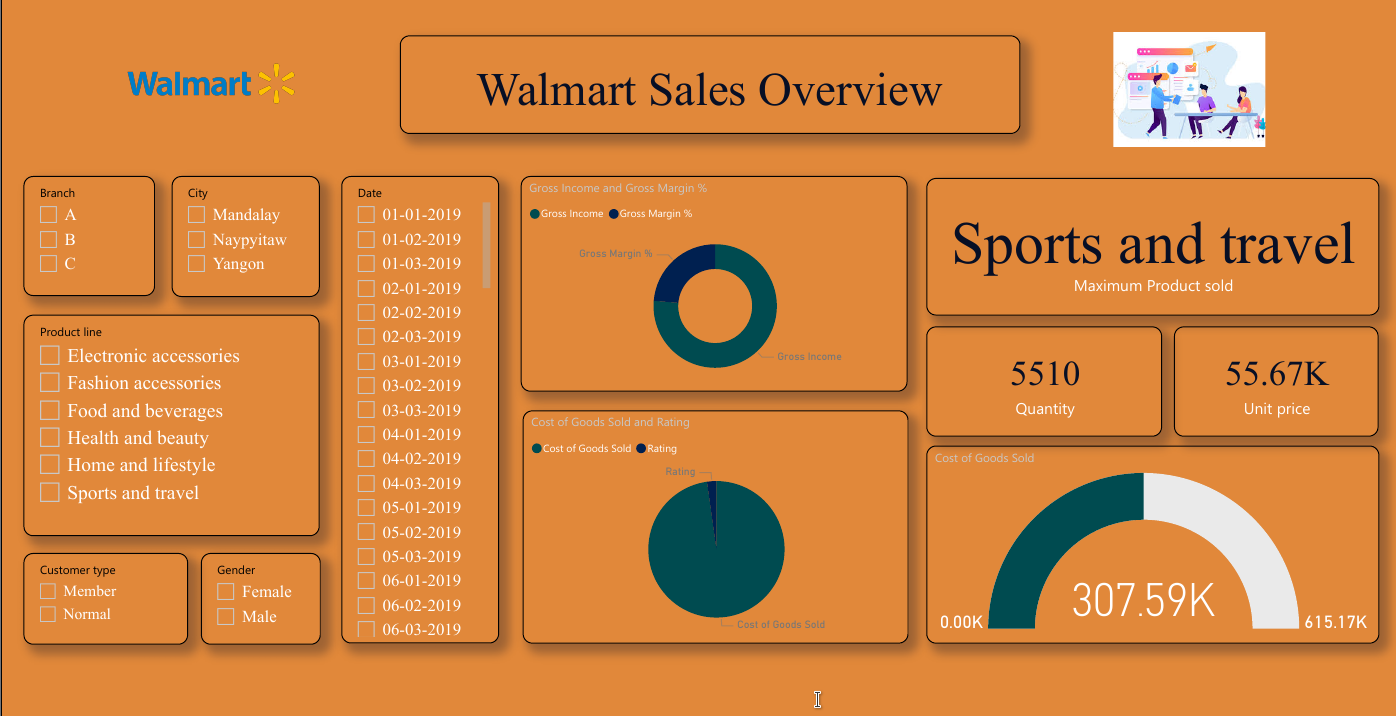 Walmart
Walmart Sales Overview
Branch
A
B
C
City
Mandalay
Naypyitaw
Yangon
Product line
Electronic accessories
Fashion accessories
Food and beverages
Health and beauty
Home and lifestyle
Sports and travel
Customer type
Member
Normal
Gender
Female
Male
Date
01-01-2019
01-02-2019
01-03-2019
02-01-2019
02-02-2019
02-03-2019
03-01-2019
03-02-2019
03-03-2019
04-01-2019
04-02-2019
04-03-2019
05-01-2019
05-02-2019
05-03-2019
06-01-2019
06-02-2019
06-03-2019
Gross Income and Gross Margin %
Gross Income Gross Margin %
Gross Margin %
Gross Income
Cost of Goods Sold and Rating
Cost of Goods Sold Rating
Rating
Cost of Goods Sold
Sports and travel
Maximum Product sold
5510
Quantity
55.67K
Unit price
Cost of Goods Sold
307.59K
0.00K
615.17K